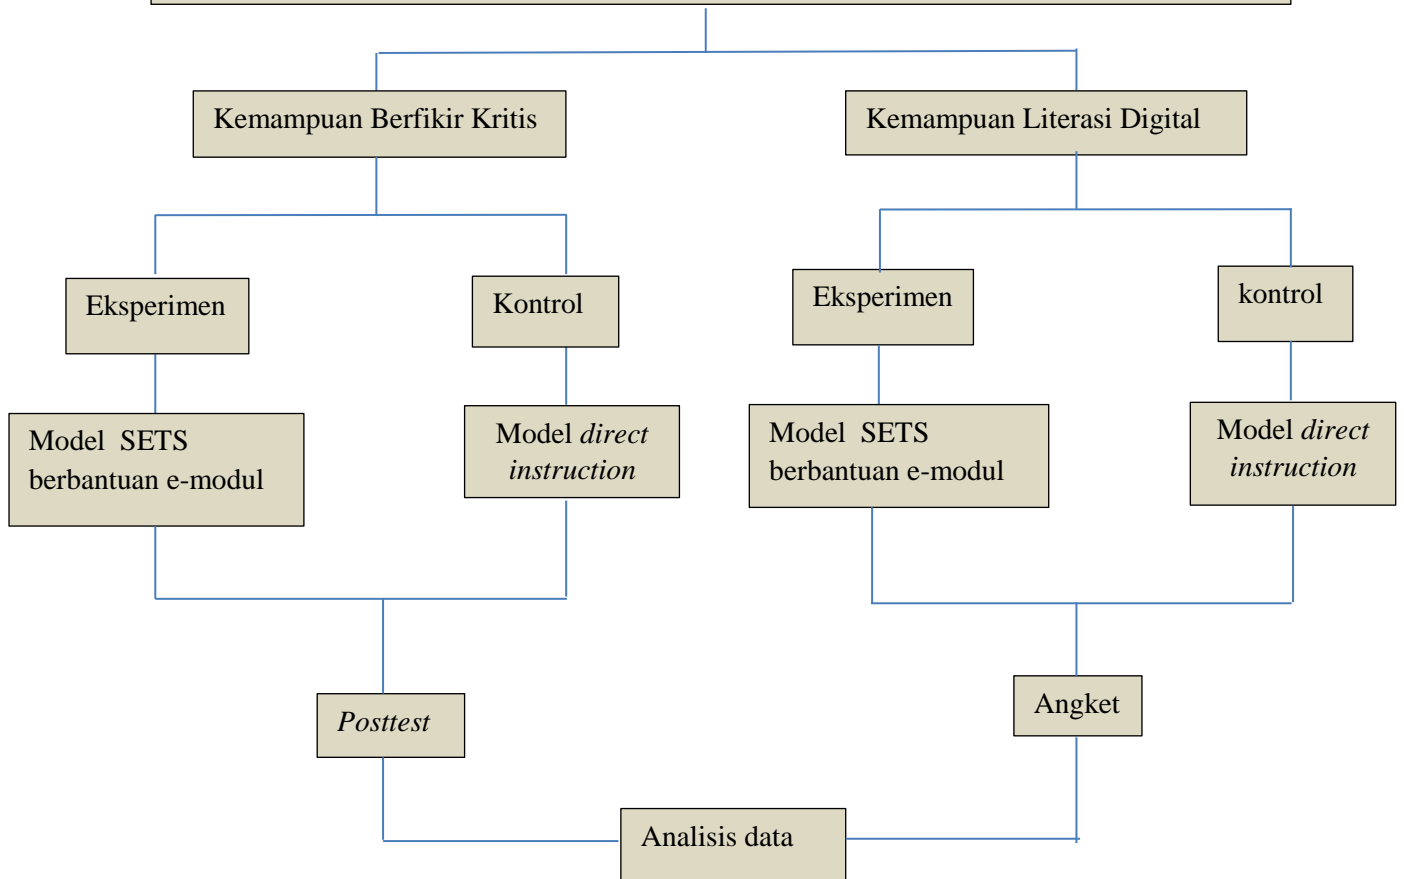 Kemampuan Berfikir Kritis
Kemampuan Literasi Digital
Eksperimen
Kontrol
Eksperimen
kontrol
Model SETS
berbantuan e-modul
Model direct
instruction
Model SETS
berbantuan e-modul
Model direct
instruction
Posttest
Angket
Analisis data